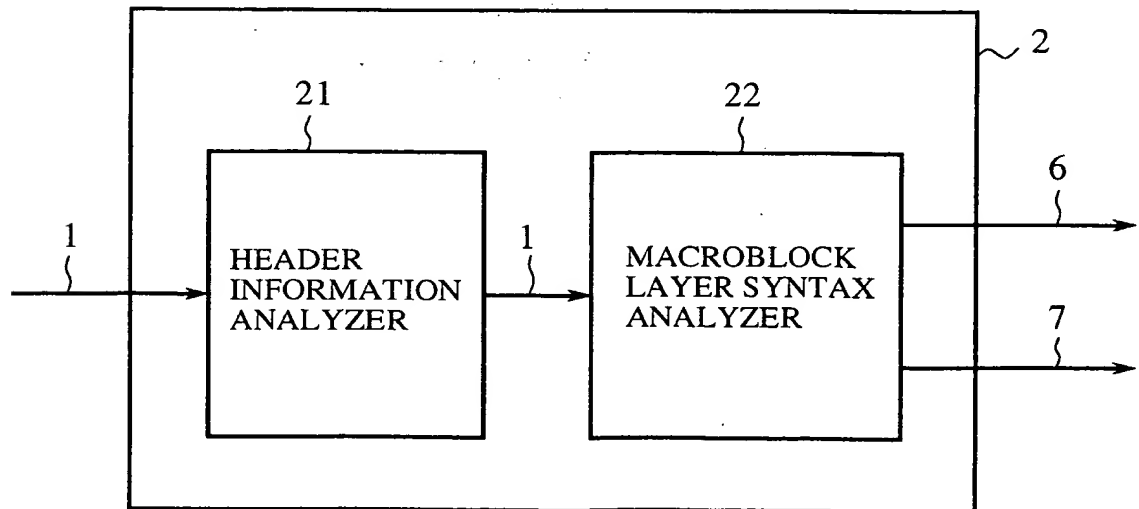 2
21
22
6
1
HEADER
INFORMATION
ANALYZER
1
MACROBLOCK
LAYER SYNTAX
ANALYZER
7